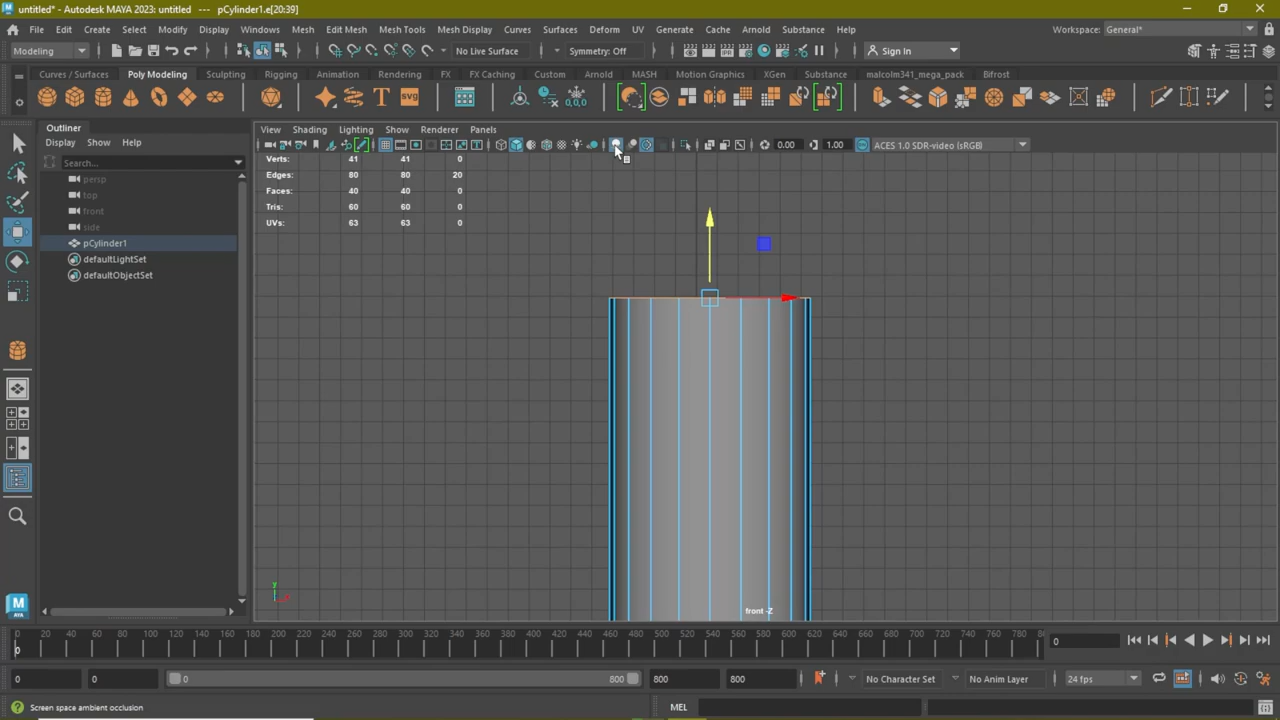 untitled* - Autodesk MAYA 2023: untitled --- pCylinder1.e[20:39]
File Edit Create Select Modify Display Windows Mesh Edit Mesh Mesh Tools Mesh Display Curves Surfaces Deform UV Generate Cache Arnold Substance Help Workspace: General*
Modeling No Live Surface Symmetry: Off Sign In
Curves / Surfaces Poly Modeling Sculpting Rigging Animation Rendering FX FX Caching Custom Arnold MASH Motion Graphics XGen Substance malcolm341_mega_pack Bifrost
SVG
Outliner
Display Show Help
Search...
persp
top
front
side
pCylinder1
defaultLightSet
defaultObjectSet
View Shading Lighting Show Renderer Panels
0.00 1.00 ACES 1.0 SDR-video (sRGB)
Verts: 41 41 0
Edges: 80 80 20
Faces: 40 40 0
Tris: 60 60 0
UVs: 63 63 0
y
front -Z
0 20 40 60 80 100 120 140 160 180 200 220 240 260 280 300 320 340 360 380 400 420 440 460 480 500 520 540 560 580 600 620 640 660 680 700 720 740 760 780 80
0 0
0 0 0 800 800 800 No Character Set No Anim Layer 24 fps
Screen space ambient occlusion MEL